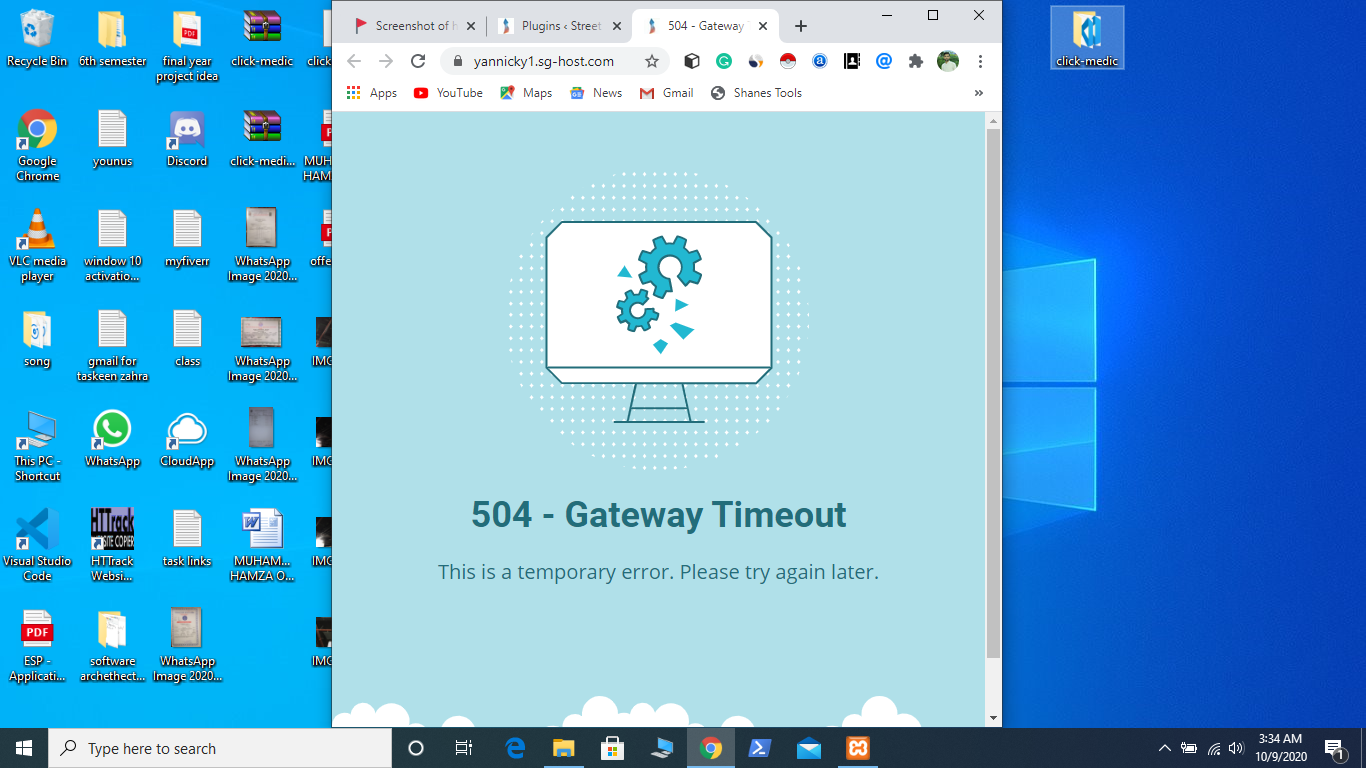 Screenshot of h
Plugins ‹ Street
504 - Gateway
yannicky1.sg-host.com
Apps
YouTube
Maps
News
Gmail
Shanes Tools
»
504 - Gateway Timeout
This is a temporary error. Please try again later.
Recycle Bin
6th semester
final year
project idea
click-medic
click
Google
Chrome
younus
Discord
click-medi...
MUH
HAMZ
VLC media
player
window 10
activatio...
myfiverr
WhatsApp
Image 2020...
offe
song
gmail for
taskeen zahra
class
WhatsApp
Image 2020...
IMG
This PC -
Shortcut
WhatsApp
CloudApp
WhatsApp
Image 2020...
IMG
Visual Studio
Code
HTTrack
SITE COPIER
HTTrack
Websi...
task links
MUHAM...
HAMZA O...
IMG
PDF
ESP -
Applicati...
software
archethect...
WhatsApp
Image 2020...
IMG
click-medic
Type here to search
3:34 AM
10/9/2020
1